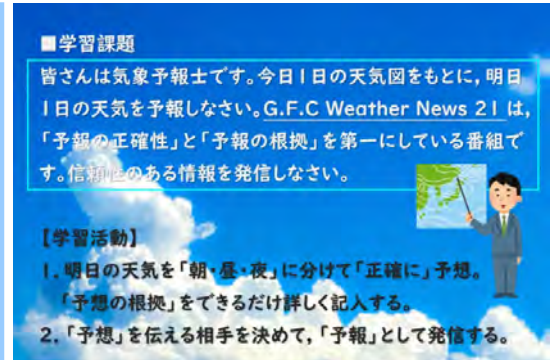 ■学習課題
皆さんは気象予報士です。今日1日の天気図をもとに,明日
1日の天気を予報しなさい。G.F.C Weather News 21は,
「予報の正確性」と「予報の根拠」を第一にしている番組で
す。信頼性のある情報を発信しなさい。
【学習活動】
1.明日の天気を「朝・昼・夜」に分けて「正確に」予想。
「予想の根拠」をできるだけ詳しく記入する。
2.「予想」を伝える相手を決めて,「予報」として発信する。